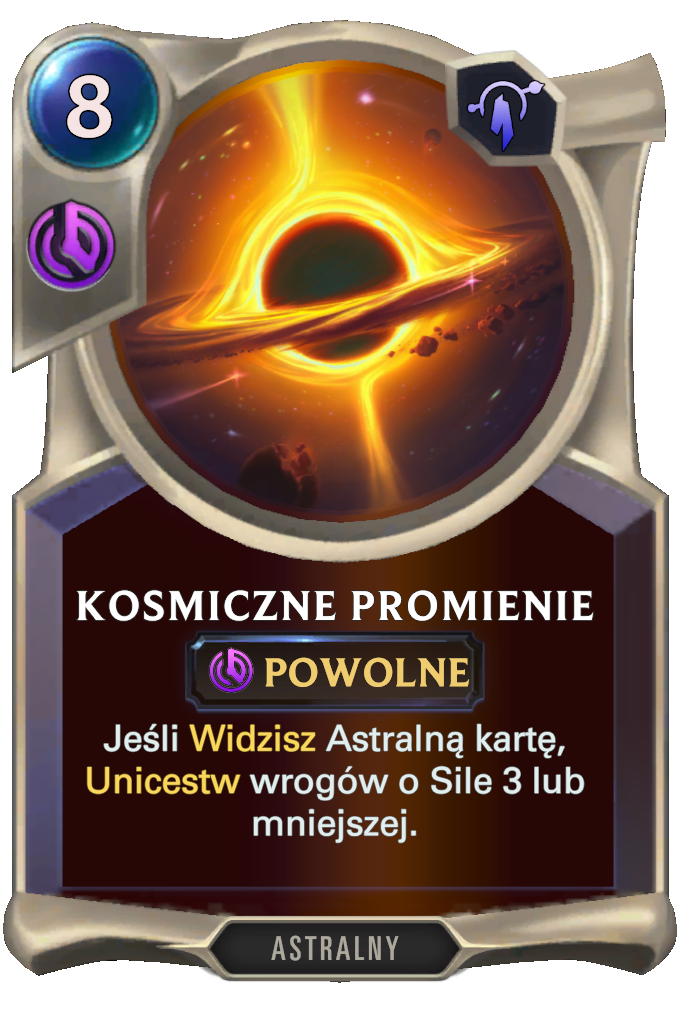 8
KOSMICZNE PROMIENIE
POWOLNE
Jeśli Widzisz Astralną kartę,
Unicestw wrogów o Sile 3 lub
mniejszej.
ASTRALNY